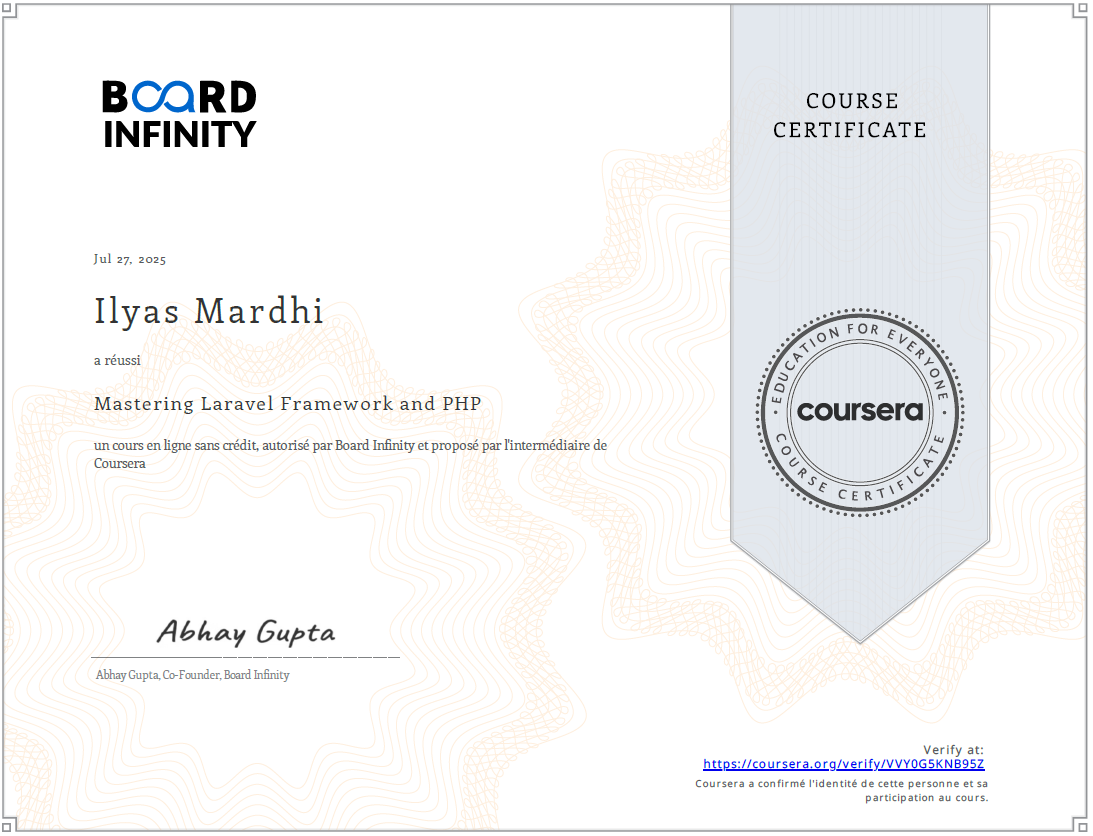 BOARD
INFINITY
COURSE
CERTIFICATE
Jul 27, 2025
Ilyas Mardhi
a réussi
Mastering Laravel Framework and PHP
un cours en ligne sans crédit, autorisé par Board Infinity et proposé par l'intermédiaire de
Coursera
EDUCATION FOR EVERYONE
coursera
COURSE CERTIFICATE
Abhay Gupta
Abhay Gupta, Co-Founder, Board Infinity
Verify at:
https://coursera.org/verify/VVY0G5KNB95Z
Coursera a confirmé l'identité de cette personne et sa
participation au cours.